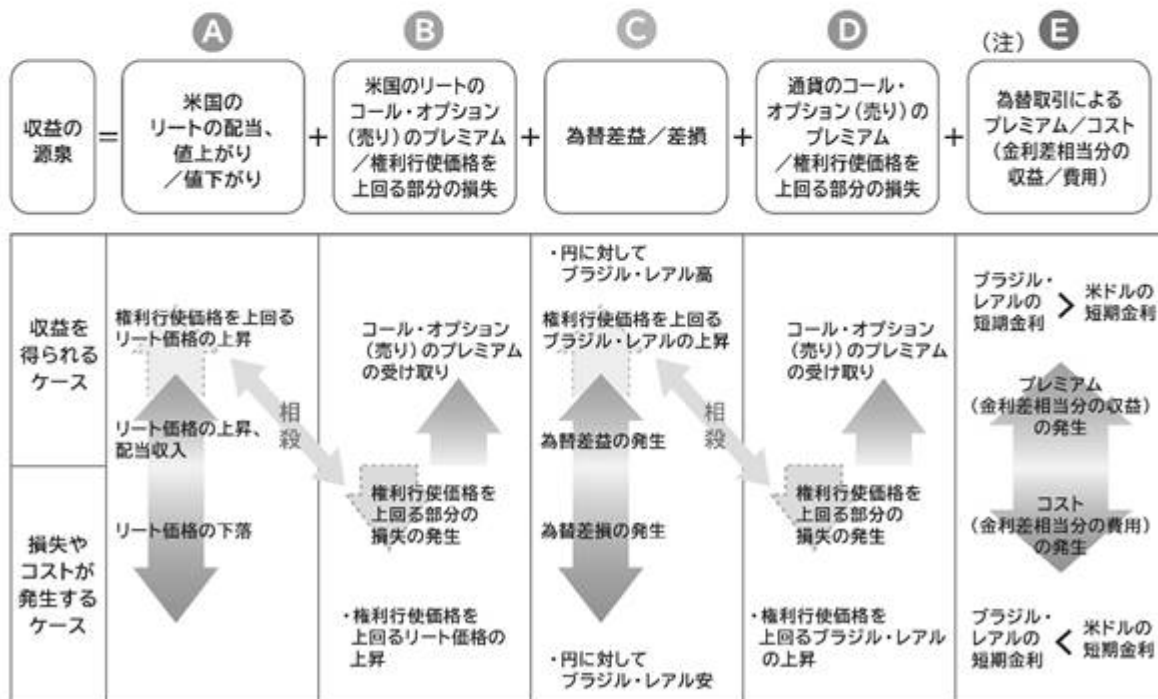 A
B
C
D
(注) E
収益の
源泉
=
米国の
リートの配当、
値上がり
/値下がり
+
米国のリートの
コール・オプション
(売り)のプレミアム
/権利行使価格を
上回る部分の損失
+
為替差益/差損
+
通貨のコール・
オプション(売り)の
プレミアム
/権利行使価格を
上回る部分の損失
+
為替取引による
プレミアム/コスト
(金利差相当分の
収益/費用)
収益を
得られる
ケース
権利行使価格を上回る
リート価格の上昇
リート価格の上昇、
配当収入
相殺
コール・オプション
(売り)のプレミアム
の受け取り
・円に対して
ブラジル・レアル高
権利行使価格を上回る
ブラジル・レアルの上昇
為替差益の発生
相殺
コール・オプション
(売り)のプレミアム
の受け取り
ブラジル・
レアルの
短期金利
>
米ドルの
短期金利
プレミアム
(金利差相当分の収益)
の発生
損失や
コストが
発生する
ケース
リート価格の下落
権利行使価格を
上回る部分の
損失の発生
・権利行使価格を
上回るリート価格の
上昇
為替差損の発生
・円に対して
ブラジル・レアル安
権利行使価格を
上回る部分の
損失の発生
・権利行使価格を
上回るブラジル・レアル
の上昇
コスト
(金利差相当分の費用)
の発生
ブラジル・
レアルの
短期金利
<
米ドルの
短期金利